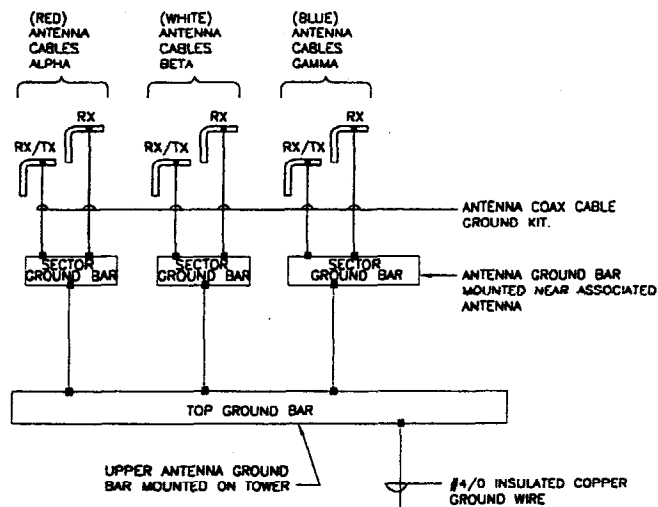 (RED)
ANTENNA
CABLES
ALPHA
(WHITE)
ANTENNA
CABLES
BETA
(BLUE)
ANTENNA
CABLES
GAMMA
RX
RX/TX
RX
RX/TX
RX
RX/TX
ANTENNA COAX CABLE
GROUND KIT.
SECTOR
GROUND BAR
SECTOR
GROUND BAR
SECTOR
GROUND BAR
ANTENNA GROUND BAR
MOUNTED NEAR ASSOCIATED
ANTENNA
TOP GROUND BAR
UPPER ANTENNA GROUND
BAR MOUNTED ON TOWER
#4/0 INSULATED COPPER
GROUND WIRE